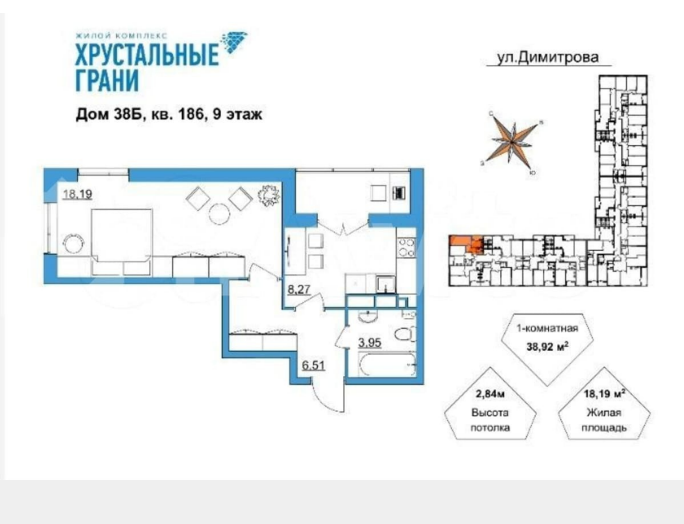 ЖИЛОЙ КОМПЛЕКС
ХРУСТАЛЬНЫЕ
ГРАНИ
Дом 38Б, кв. 186, 9 этаж
ул.Димитрова
С
В
З
Ю
18.19
8,27
3.95
6.51
1-комнатная
38,92 м²
2,84м
Высота
потолка
18,19 м²
Жилая
площадь